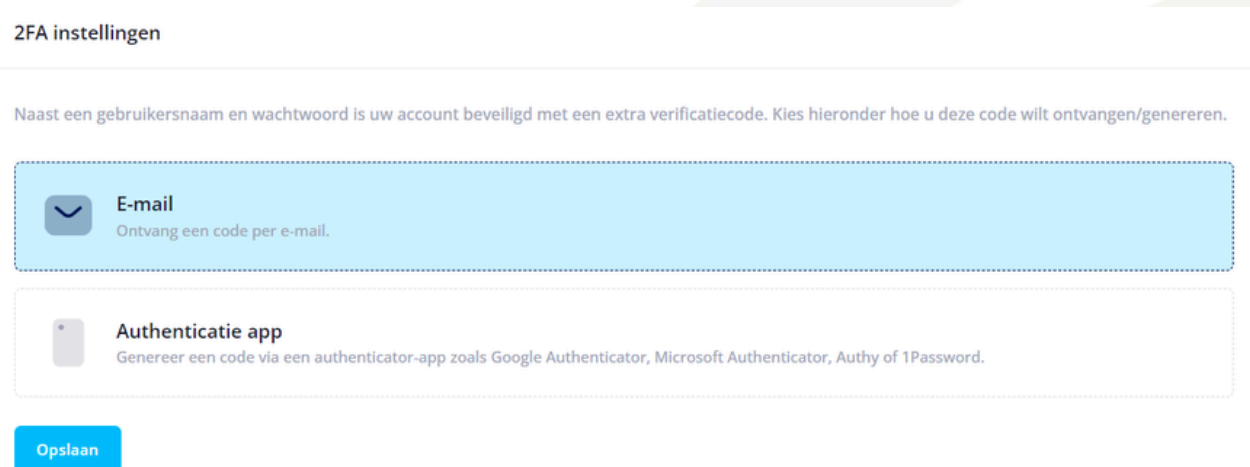 2FA instellingen
Naast een gebruikersnaam en wachtwoord is uw account beveiligd met een extra verificatiecode. Kies hieronder hoe u deze code wilt ontvangen/genereren.
E-mail
Ontvang een code per e-mail.
Authenticatie app
Genereer een code via een authenticator-app zoals Google Authenticator, Microsoft Authenticator, Authy of 1Password.
Opslaan